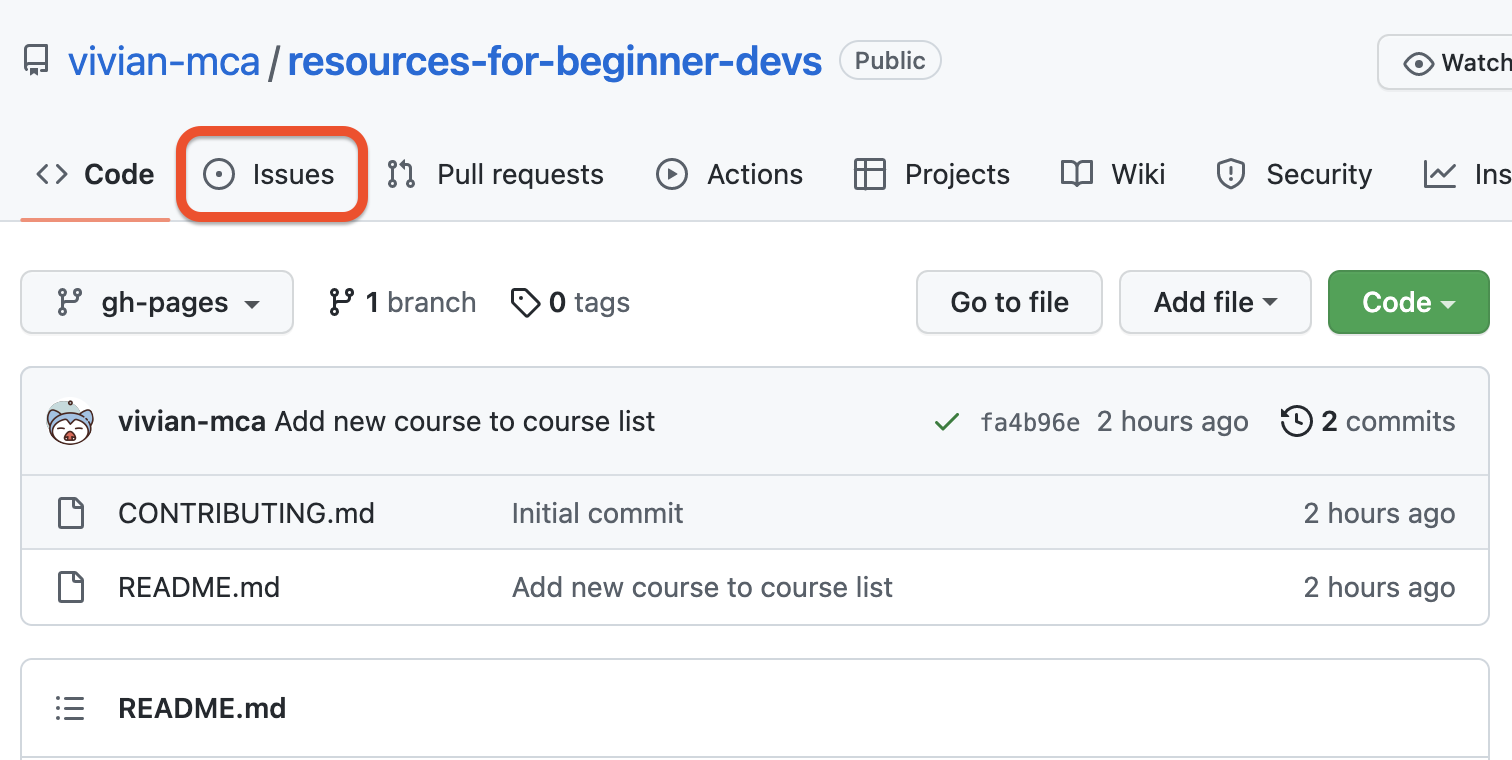 vivian-mca / resources-for-beginner-devs Public Watch
Code Issues Pull requests Actions Projects Wiki Security Ins
gh-pages 1 branch 0 tags Go to file Add file Code
vivian-mca Add new course to course list fa4b96e 2 hours ago 2 commits
CONTRIBUTING.md Initial commit 2 hours ago
README.md Add new course to course list 2 hours ago
README.md